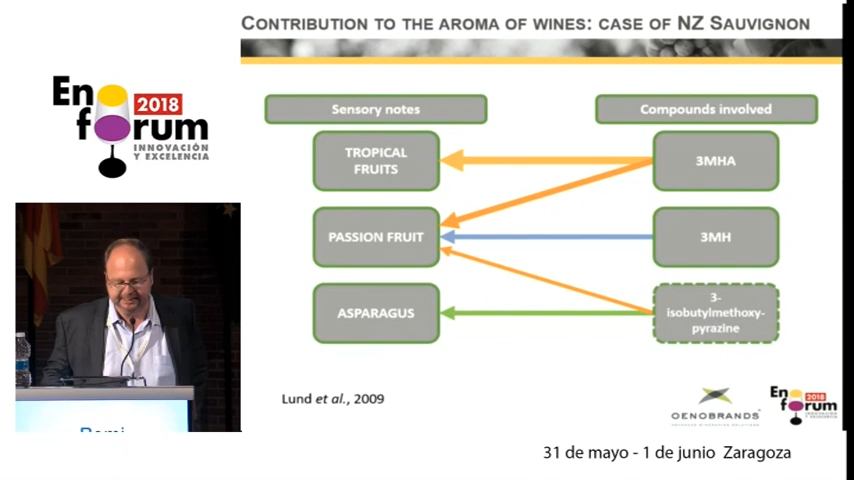 CONTRIBUTION TO THE AROMA OF WINES: CASE OF NZ SAUVIGNON
Eno
2018
forum
INNOVACIÓN
Y EXCELENCIA
Sensory notes
Compounds involved
TROPICAL
FRUITS
3MHA
PASSION FRUIT
3MH
ASPARAGUS
3-
isobutylmethoxy-
pyrazine
Lund et al., 2009
OENOBRANDS
Eno
2018
forum
31 de mayo - 1 de junio Zaragoza